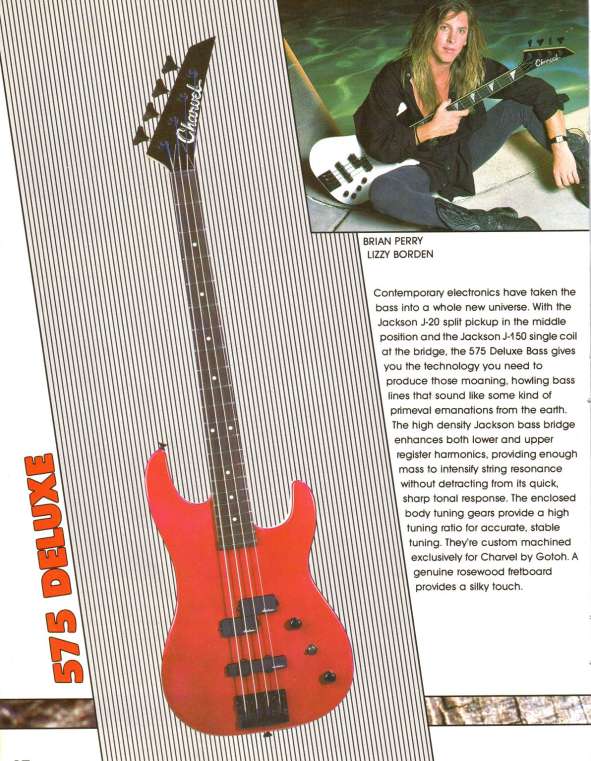 Charvel
Charvel
BRIAN PERRY
LIZZY BORDEN
Contemporary electronics have taken the
bass into a whole new universe. With the
Jackson J-20 split pickup in the middle
position and the Jackson J-150 single coil
at the bridge, the 575 Deluxe Bass gives
you the technology you need to
produce those moaning, howling bass
lines that sound like some kind of
primeval emanations from the earth.
The high density Jackson bass bridge
enhances both lower and upper
register harmonics, providing enough
mass to intensify string resonance
without detracting from its quick,
sharp tonal response. The enclosed
body tuning gears provide a high
tuning ratio for accurate, stable
tuning. They're custom machined
exclusively for Charvel by Gotoh. A
genuine rosewood fretboard
provides a silky touch.
575 DELUXE